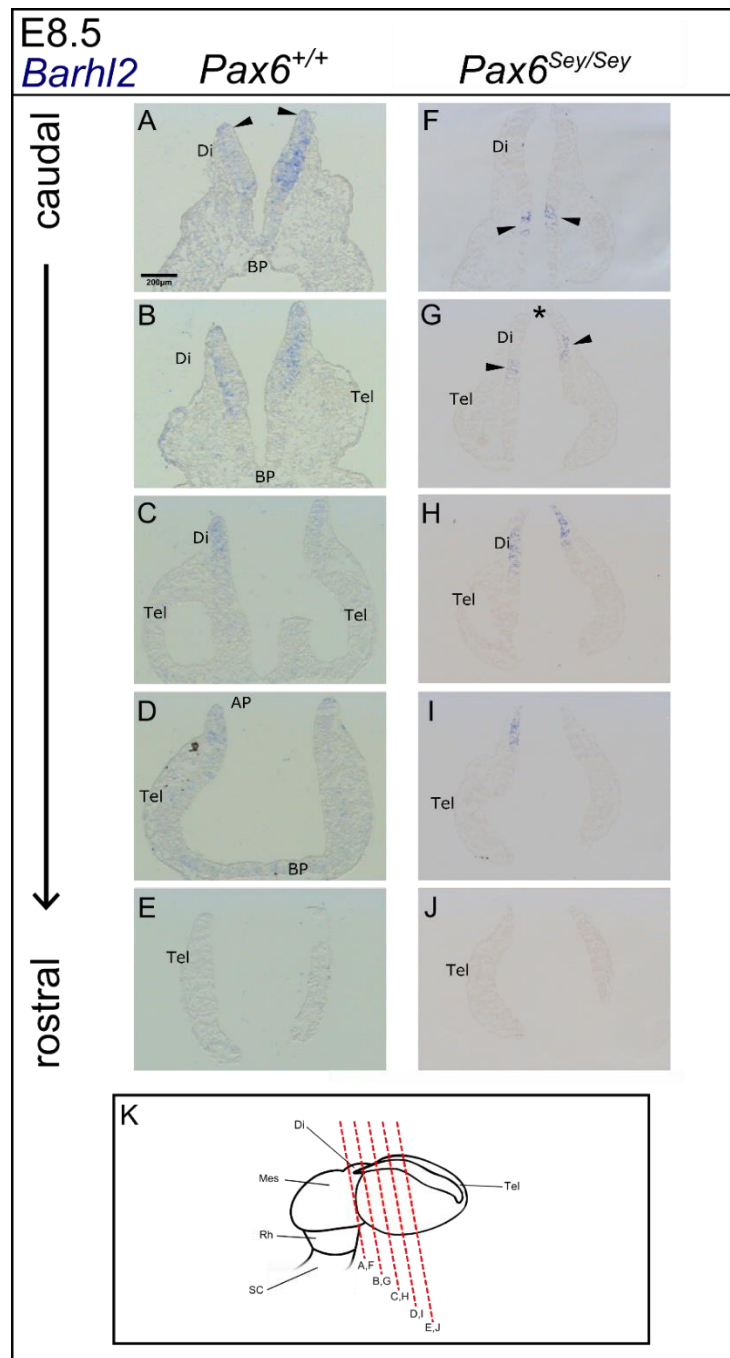 E8.5
Barhl2
Pax6+/+
Pax6Sey/Sey
caudal
rostral
A
Di
BP
200µm
F
Di
B
Di
Tel
BP
G
*
Di
Tel
C
Di
Tel
Tel
H
Di
Tel
D
AP
Tel
BP
I
Tel
E
Tel
J
Tel
K
Di
Mes
Tel
Rh
SC
A,F
B,G
C,H
D,I
E,J